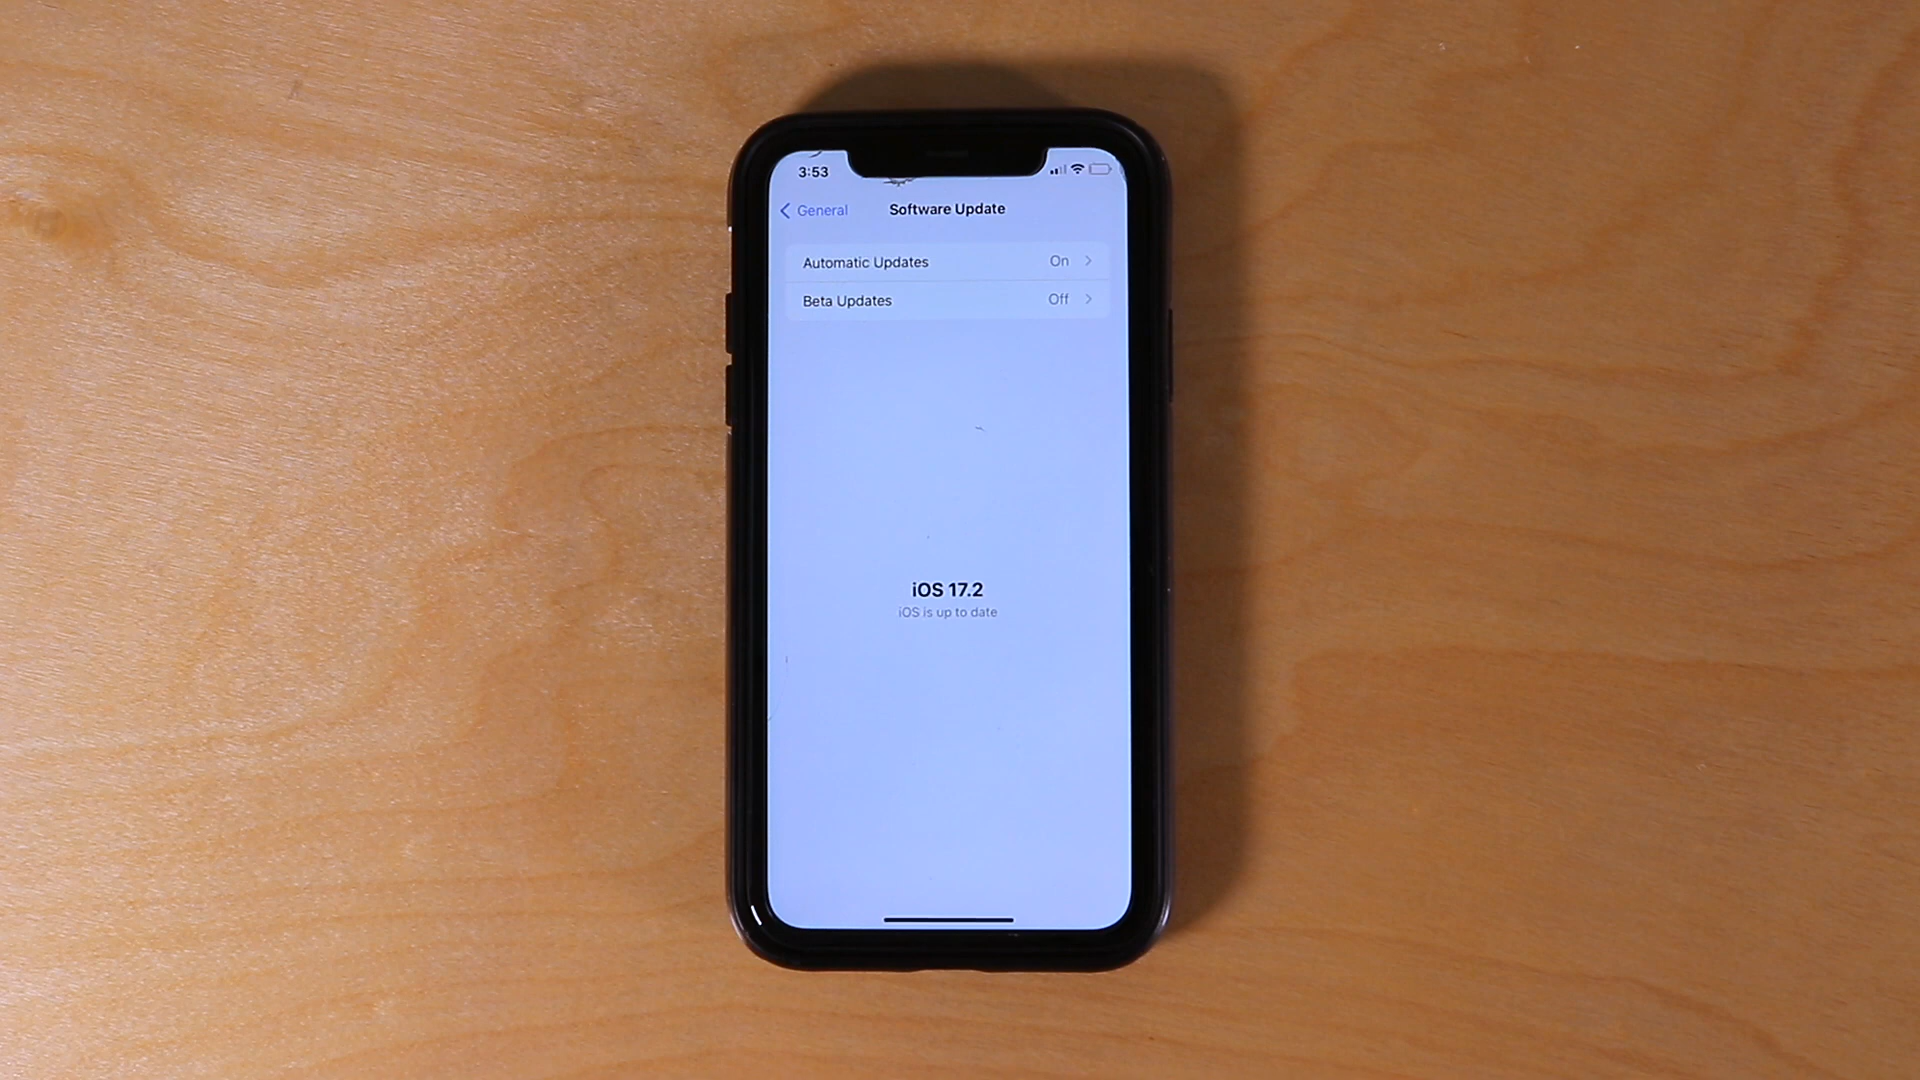 3:53
General
Software Update
Automatic Updates On
Beta Updates Off
iOS 17.2
iOS is up to date